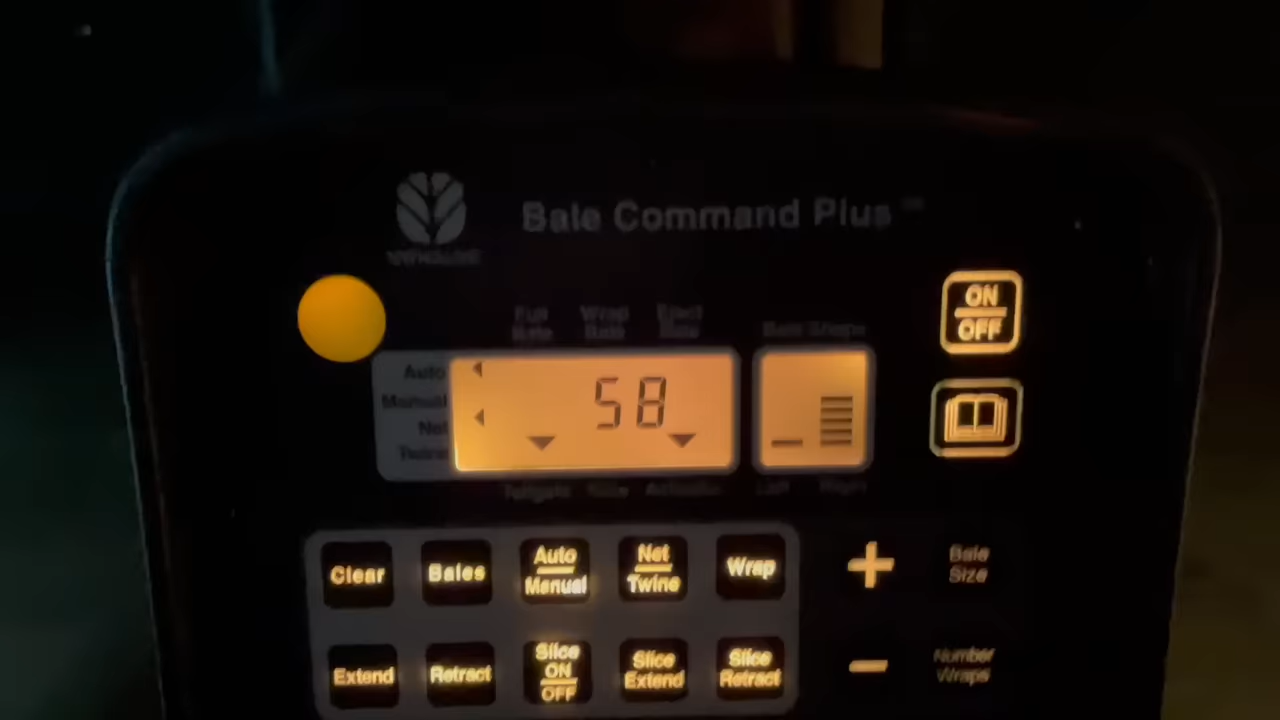 Bale Command Plus
NEW HOLLAND
Full Bale
Wrap Bale
Eject Bale
Bale Shape
ON
OFF
Auto
Manual
Net
Twine
58
Tailgate
Left
Right
Clear
Bales
Auto
Manual
Net
Twine
Wrap
+
Bale
Size
Extend
Retract
Slice
ON
OFF
Slice
Extend
Slice
Retract
−
Number
Wraps